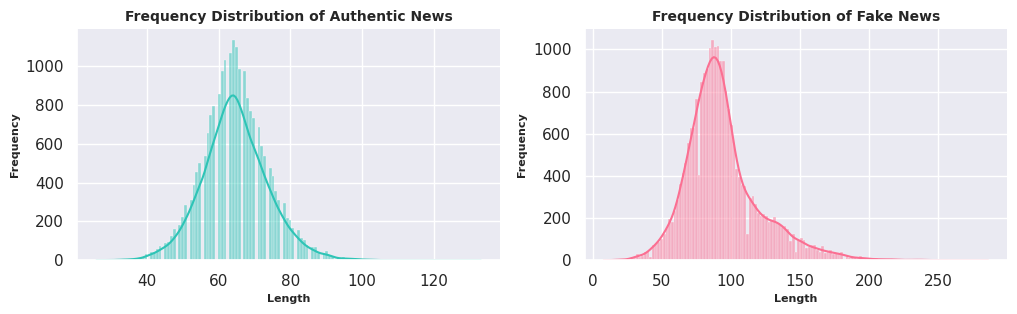 Frequency Distribution of Authentic News
Frequency
1000
800
600
400
200
0
40 60 80 100 120
Length
Frequency Distribution of Fake News
Frequency
1000
800
600
400
200
0
0 50 100 150 200 250
Length